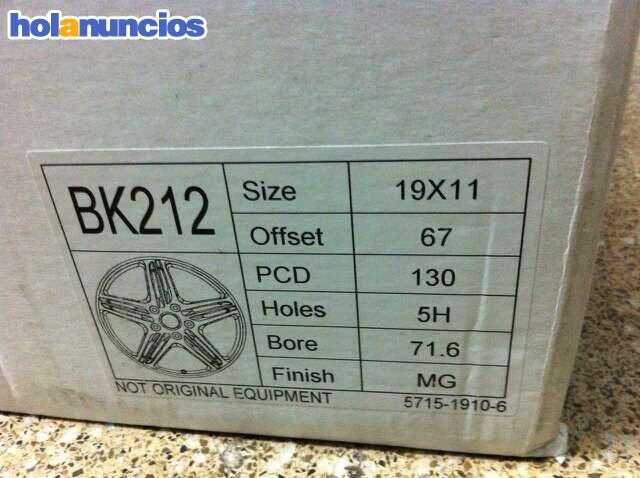 holanuncios
BK212
Size 19X11
Offset 67
PCD 130
Holes 5H
Bore 71.6
Finish MG
NOT ORIGINAL EQUIPMENT 5715-1910-6